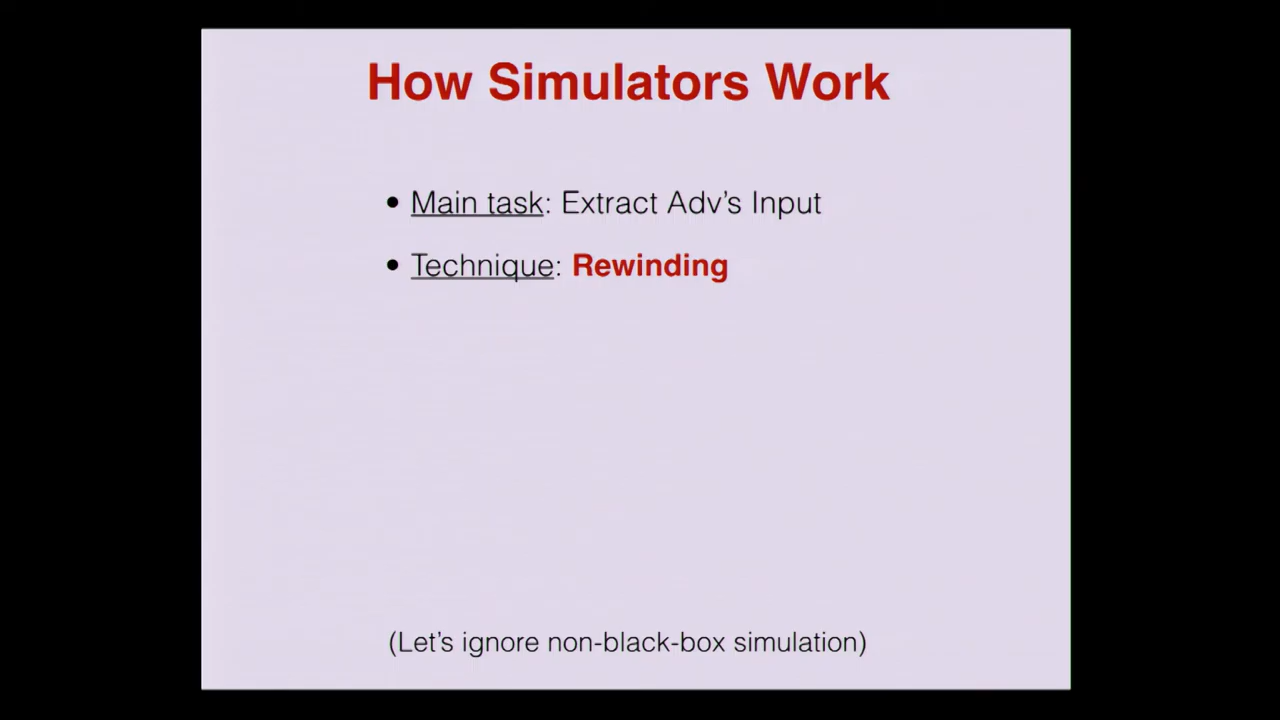 How Simulators Work
• Main task: Extract Adv's Input
• Technique: Rewinding
(Let's ignore non-black-box simulation)